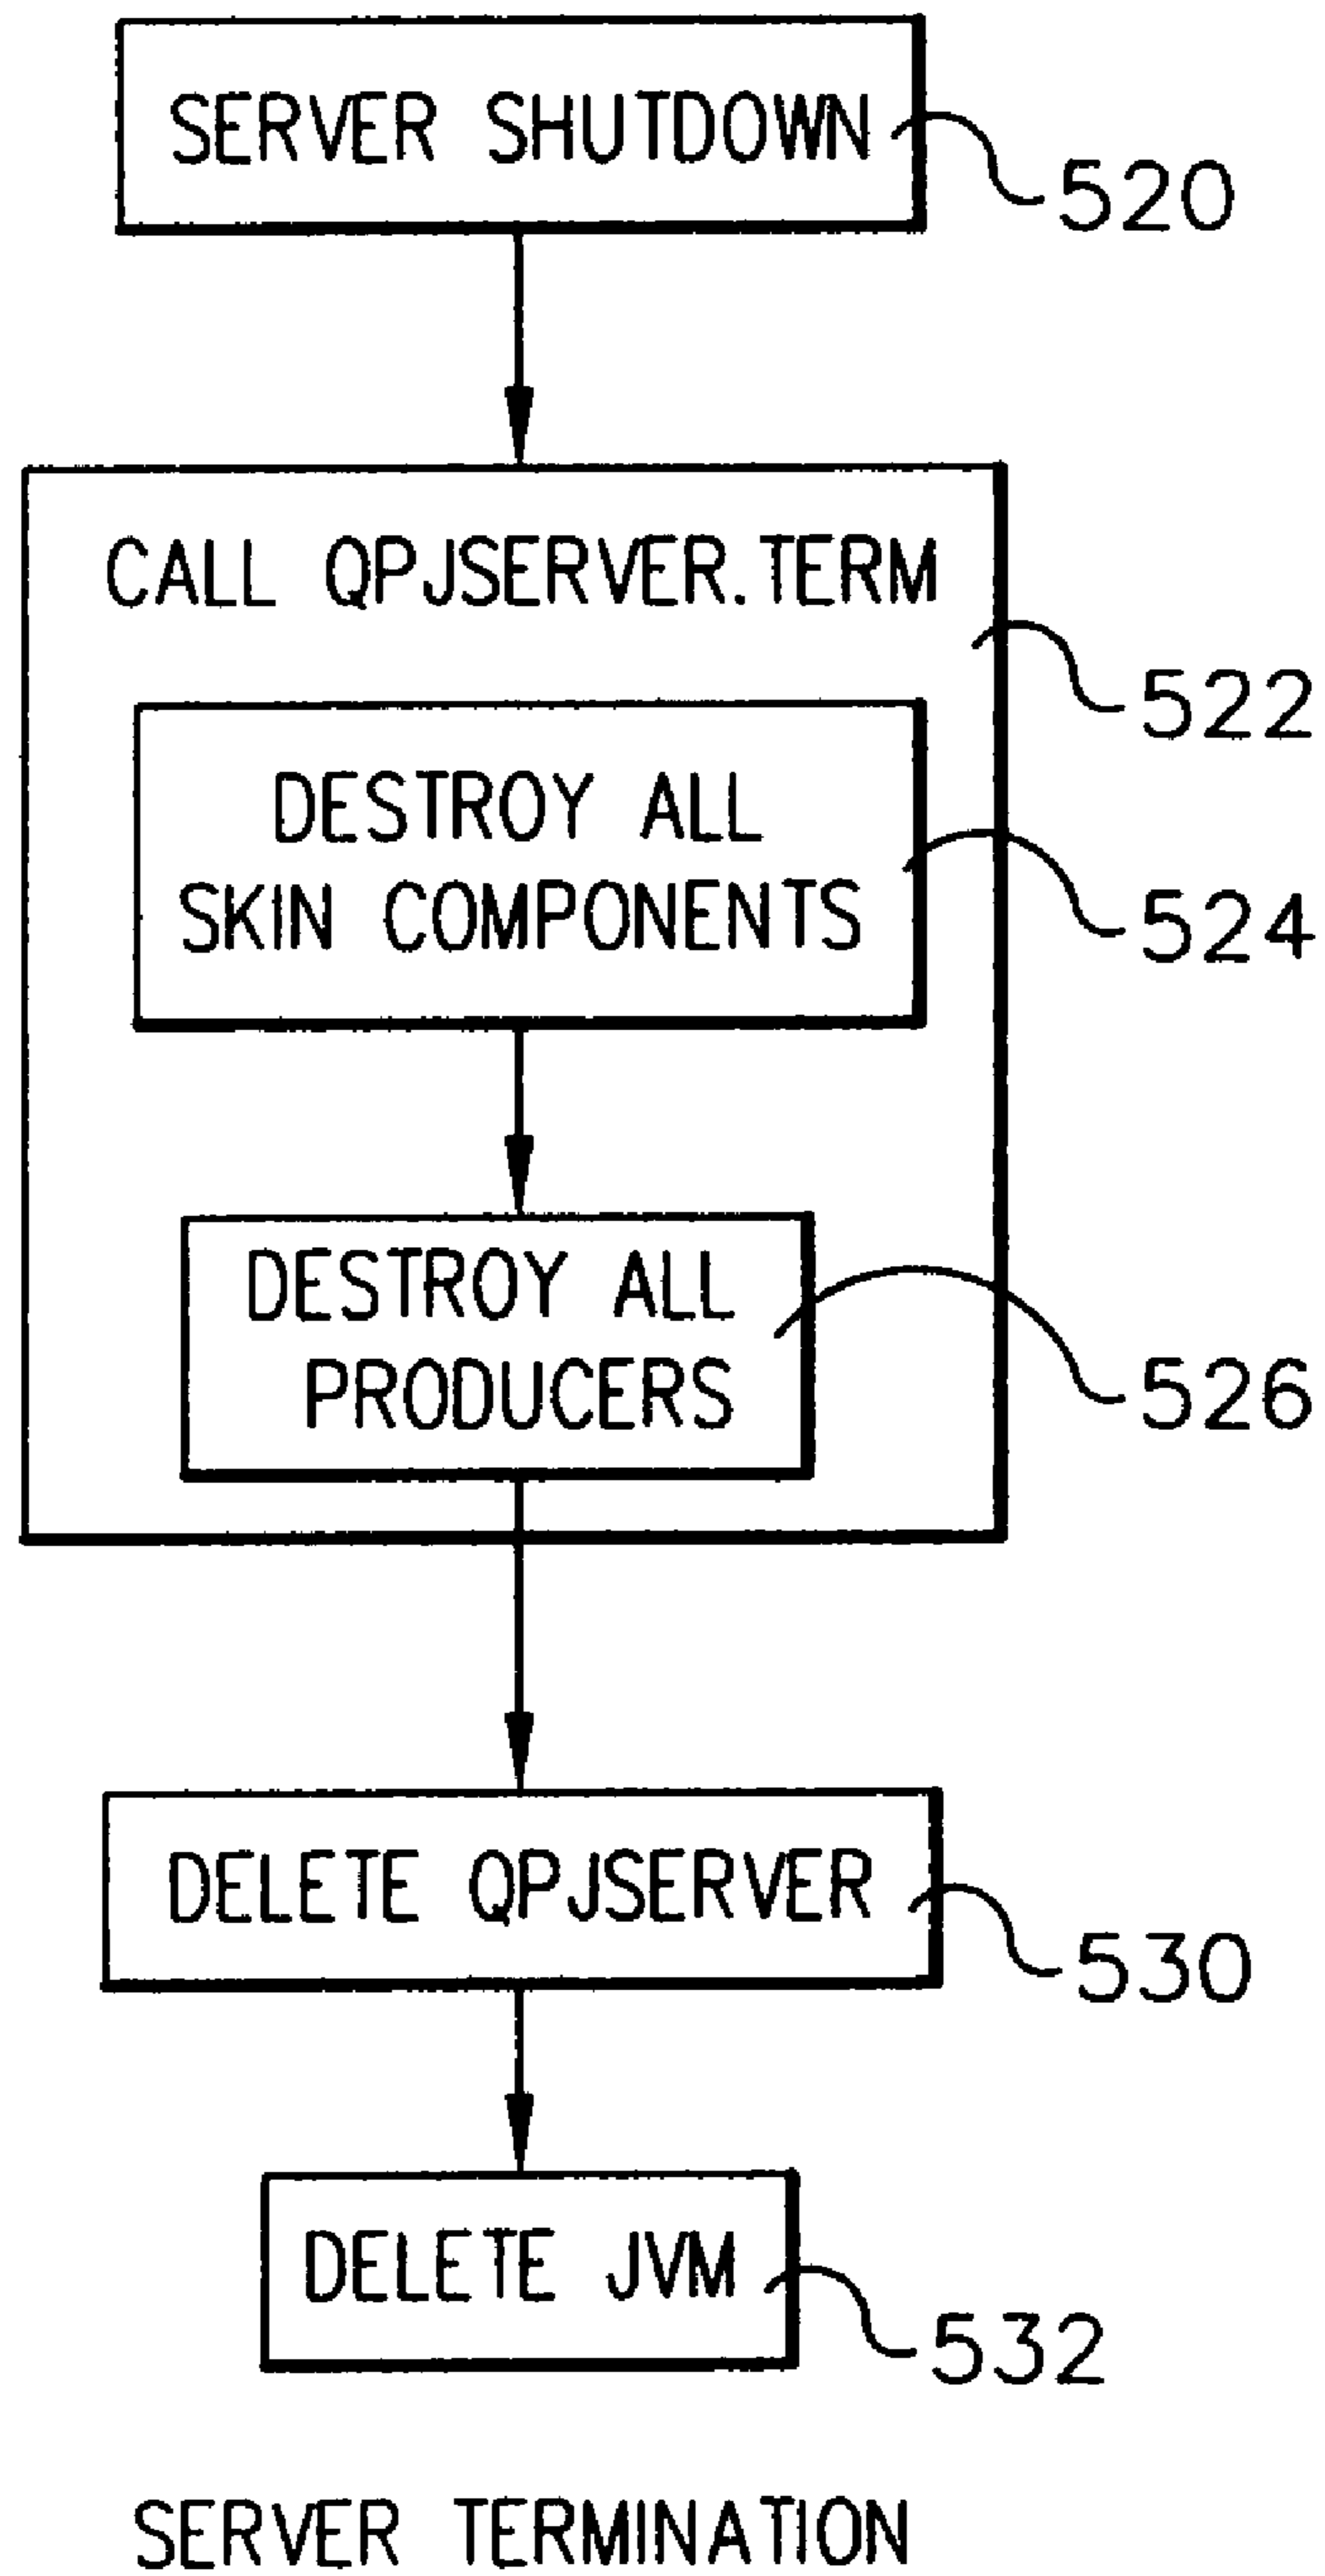 SERVER SHUTDOWN
520
CALL QPJSERVER.TERM
522
DESTROY ALL
SKIN COMPONENTS
524
DESTROY ALL
PRODUCERS
526
DELETE QPJSERVER
530
DELETE JVM
532
SERVER TERMINATION